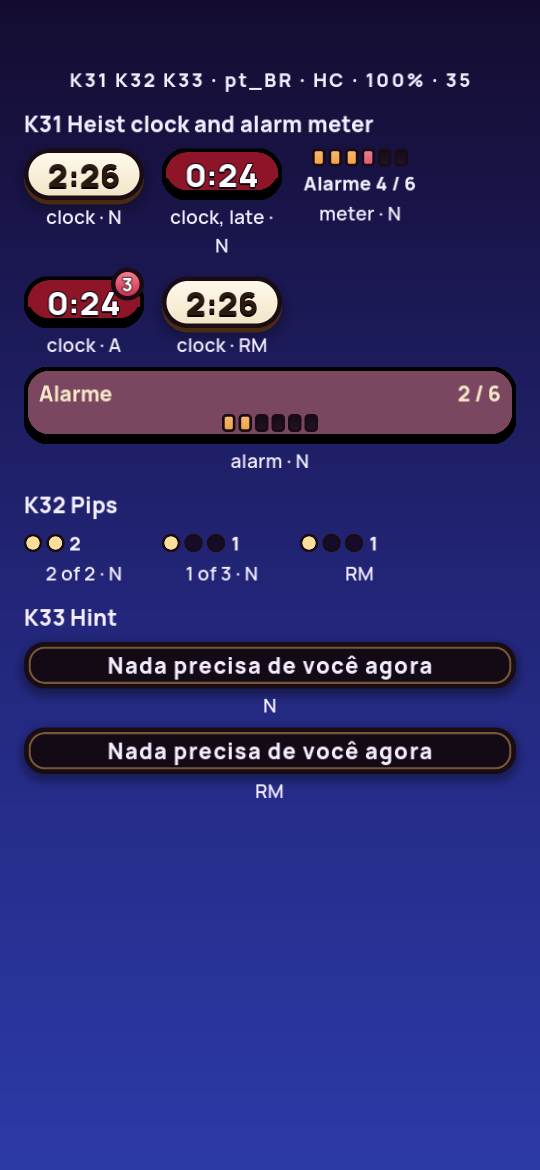 K31 K32 K33 · pt_BR · HC · 100% · 35
K31 Heist clock and alarm meter
2:26
0:24
Alarme 4 / 6
clock · N
clock, late · N
meter · N
0:24
3
2:26
clock · A
clock · RM
Alarme
2 / 6
alarm · N
K32 Pips
2
1
1
2 of 2 · N
1 of 3 · N
RM
K33 Hint
Nada precisa de você agora
N
Nada precisa de você agora
RM